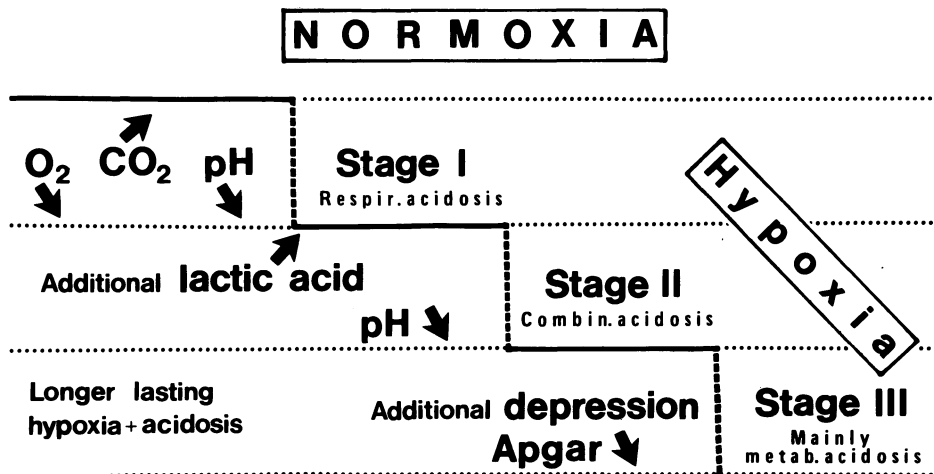 NORMOXIA
O₂ CO₂ pH
Stage I
Respir.acidosis
Hypoxia
Additional lactic acid
pH
Stage II
Combin.acidosis
Longer lasting
hypoxia + acidosis
Additional depression
Apgar
Stage III
Mainly
metab.acidosis